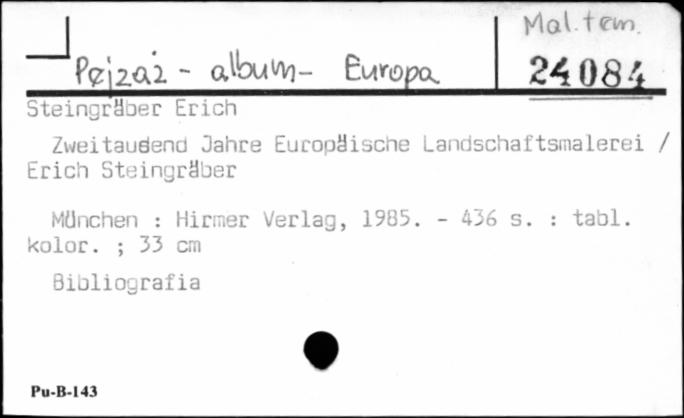 Mal.tem.
Pejzaż - album - Europa
24084
Steingräber Erich
Zweitausend Jahre Europäische Landschaftsmalerei /
Erich Steingräber
München : Hirmer Verlag, 1985. - 436 s. : tabl.
kolor. ; 33 cm
Bibliografia
Pu-B-143